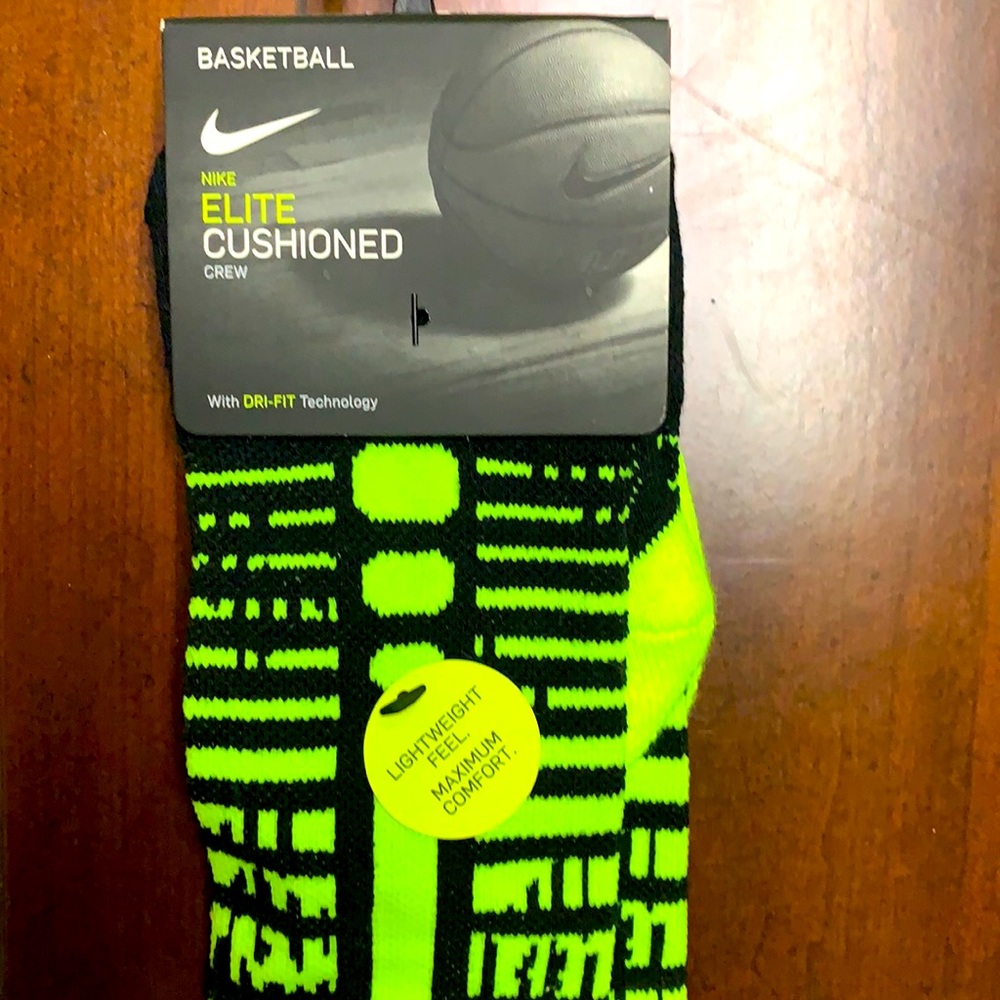 BASKETBALL
NIKE
ELITE
CUSHIONED
CREW
With DRI-FIT Technology
LIGHTWEIGHT
FEEL.
MAXIMUM
COMFORT.